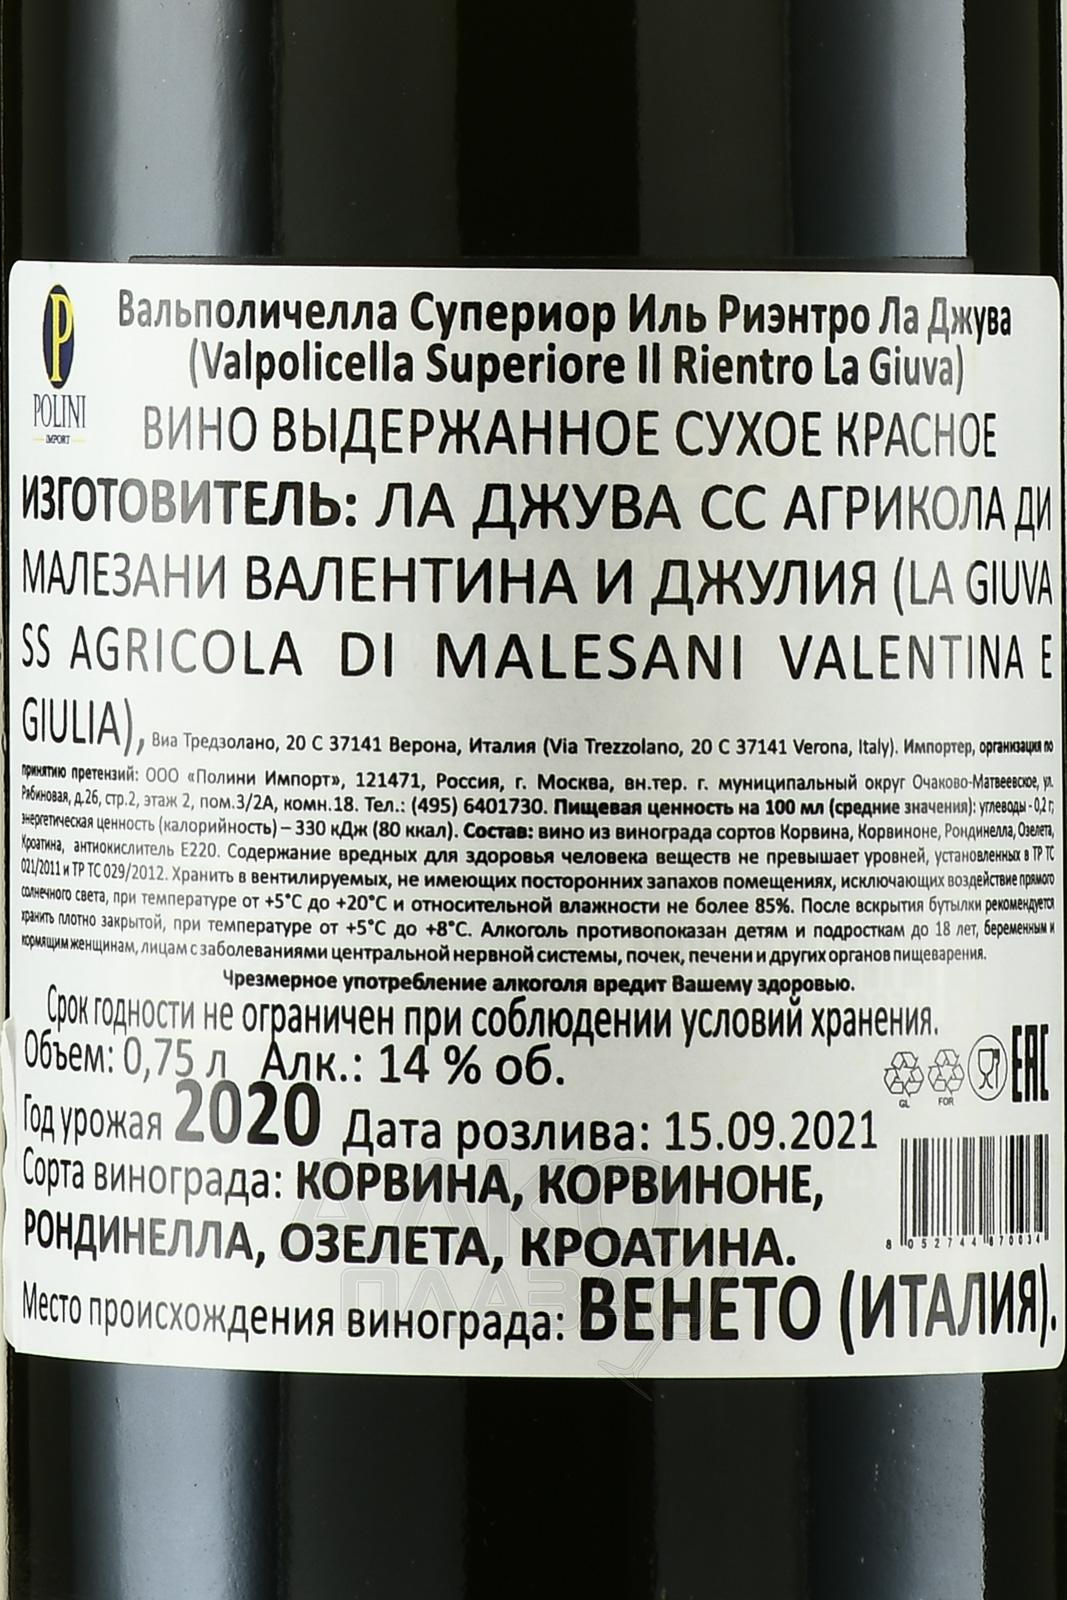 P
POLINI
IMPORT
Вальполичелла Супериор Иль Риэнтро Ла Джува
(Valpolicella Superiore Il Rientro La Giuva)
ВИНО ВЫДЕРЖАННОЕ СУХОЕ КРАСНОЕ
ИЗГОТОВИТЕЛЬ: ЛА ДЖУВА СС АГРИКОЛА ДИ
МАЛЕЗАНИ ВАЛЕНТИНА И ДЖУЛИЯ (LA GIUVA
SS AGRICOLA DI MALESANI VALENTINA E
GIULIA), Виа Тредзолано, 20 С 37141 Верона, Италия (Via Trezzolano, 20 C 37141 Verona, Italy). Импортер, организация по
принятию претензий: ООО «Полини Импорт», 121471, Россия, г. Москва, вн.тер. г. муниципальный округ Очаково-Матвеевское, ул.
Рябиновая, д.26, стр.2, этаж 2, пом.3/2А, комн.18. Тел.: (495) 6401730. Пищевая ценность на 100 мл (средние значения): углеводы - 0,2 г;
энергетическая ценность (калорийность) – 330 кДж (80 ккал). Состав: вино из винограда сортов Корвина, Корвиноне, Рондинелла, Озелета,
Кроатина, антиокислитель Е220. Содержание вредных для здоровья человека веществ не превышает уровней, установленных в ТР ТС
021/2011 и ТР ТС 029/2012. Хранить в вентилируемых, не имеющих посторонних запахов помещениях, исключающих воздействие прямого
солнечного света, при температуре от +5°С до +20°С и относительной влажности не более 85%. После вскрытия бутылки рекомендуется
хранить плотно закрытой, при температуре от +5°С до +8°С. Алкоголь противопоказан детям и подросткам до 18 лет, беременным и
кормящим женщинам, лицам с заболеваниями центральной нервной системы, почек, печени и других органов пищеварения.
Чрезмерное употребление алкоголя вредит Вашему здоровью.
Срок годности не ограничен при соблюдении условий хранения.
Объем: 0,75 л Алк.: 14 % об.
GL FOR EAC
Год урожая 2020 Дата розлива: 15.09.2021
Сорта винограда: КОРВИНА, КОРВИНОНЕ,
РОНДИНЕЛЛА, ОЗЕЛЕТА, КРОАТИНА.
8 052744 870034
Место происхождения винограда: ВЕНЕТО (ИТАЛИЯ).
АЛКО
ПЛАЗА